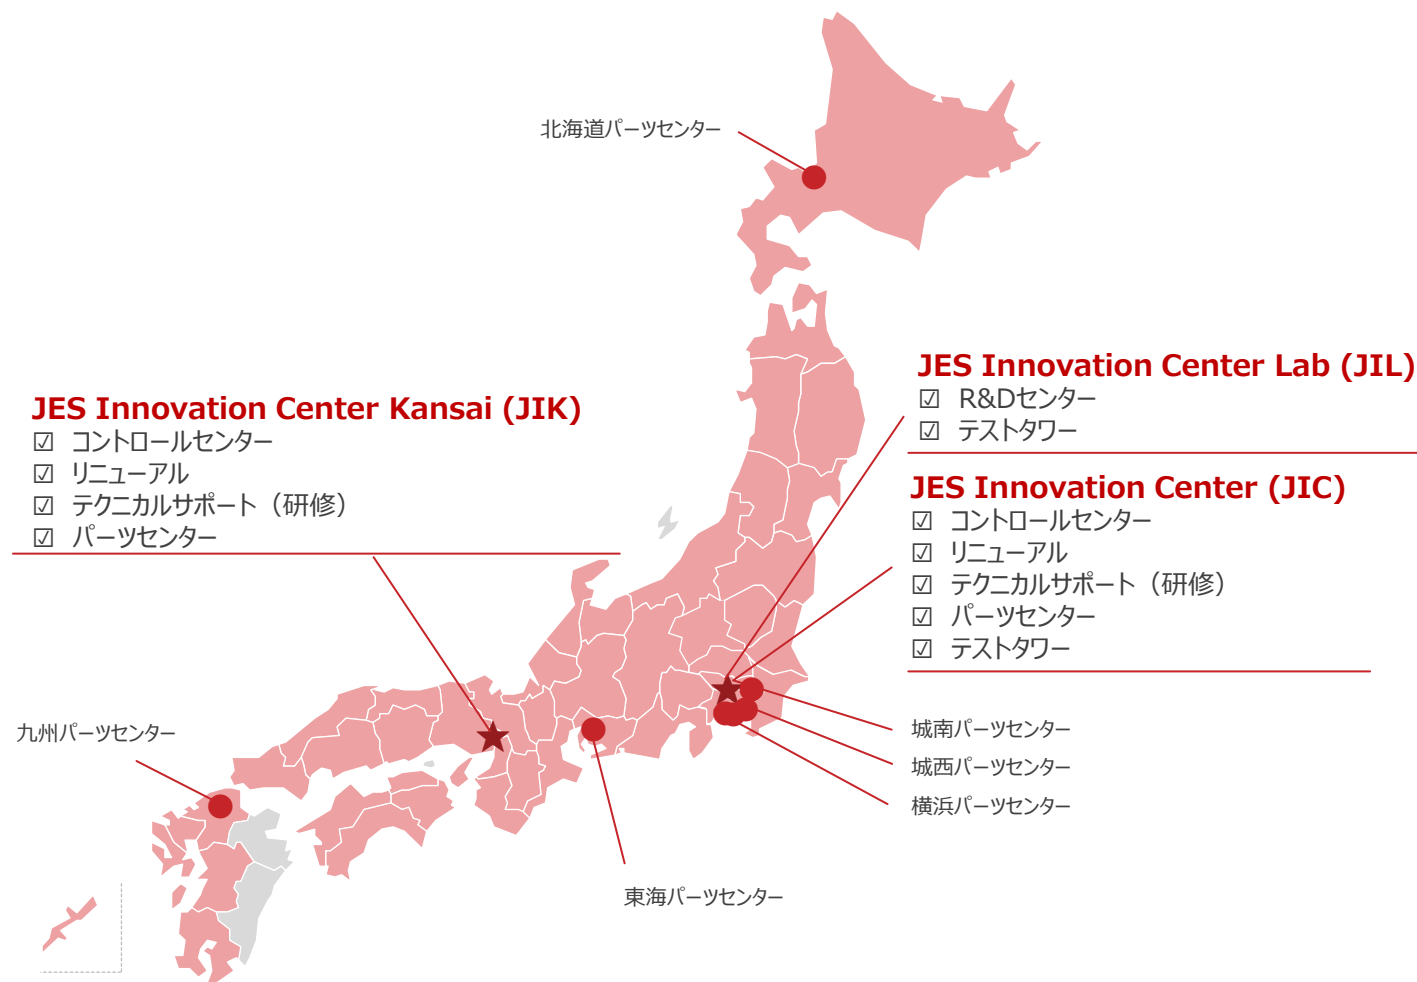 北海道パーツセンター
JES Innovation Center Lab (JIL)
☑ R&Dセンター
☑ テストタワー
JES Innovation Center Kansai (JIK)
☑ コントロールセンター
☑ リニューアル
☑ テクニカルサポート（研修）
☑ パーツセンター
JES Innovation Center (JIC)
☑ コントロールセンター
☑ リニューアル
☑ テクニカルサポート（研修）
☑ パーツセンター
☑ テストタワー
九州パーツセンター
城南パーツセンター
城西パーツセンター
横浜パーツセンター
東海パーツセンター